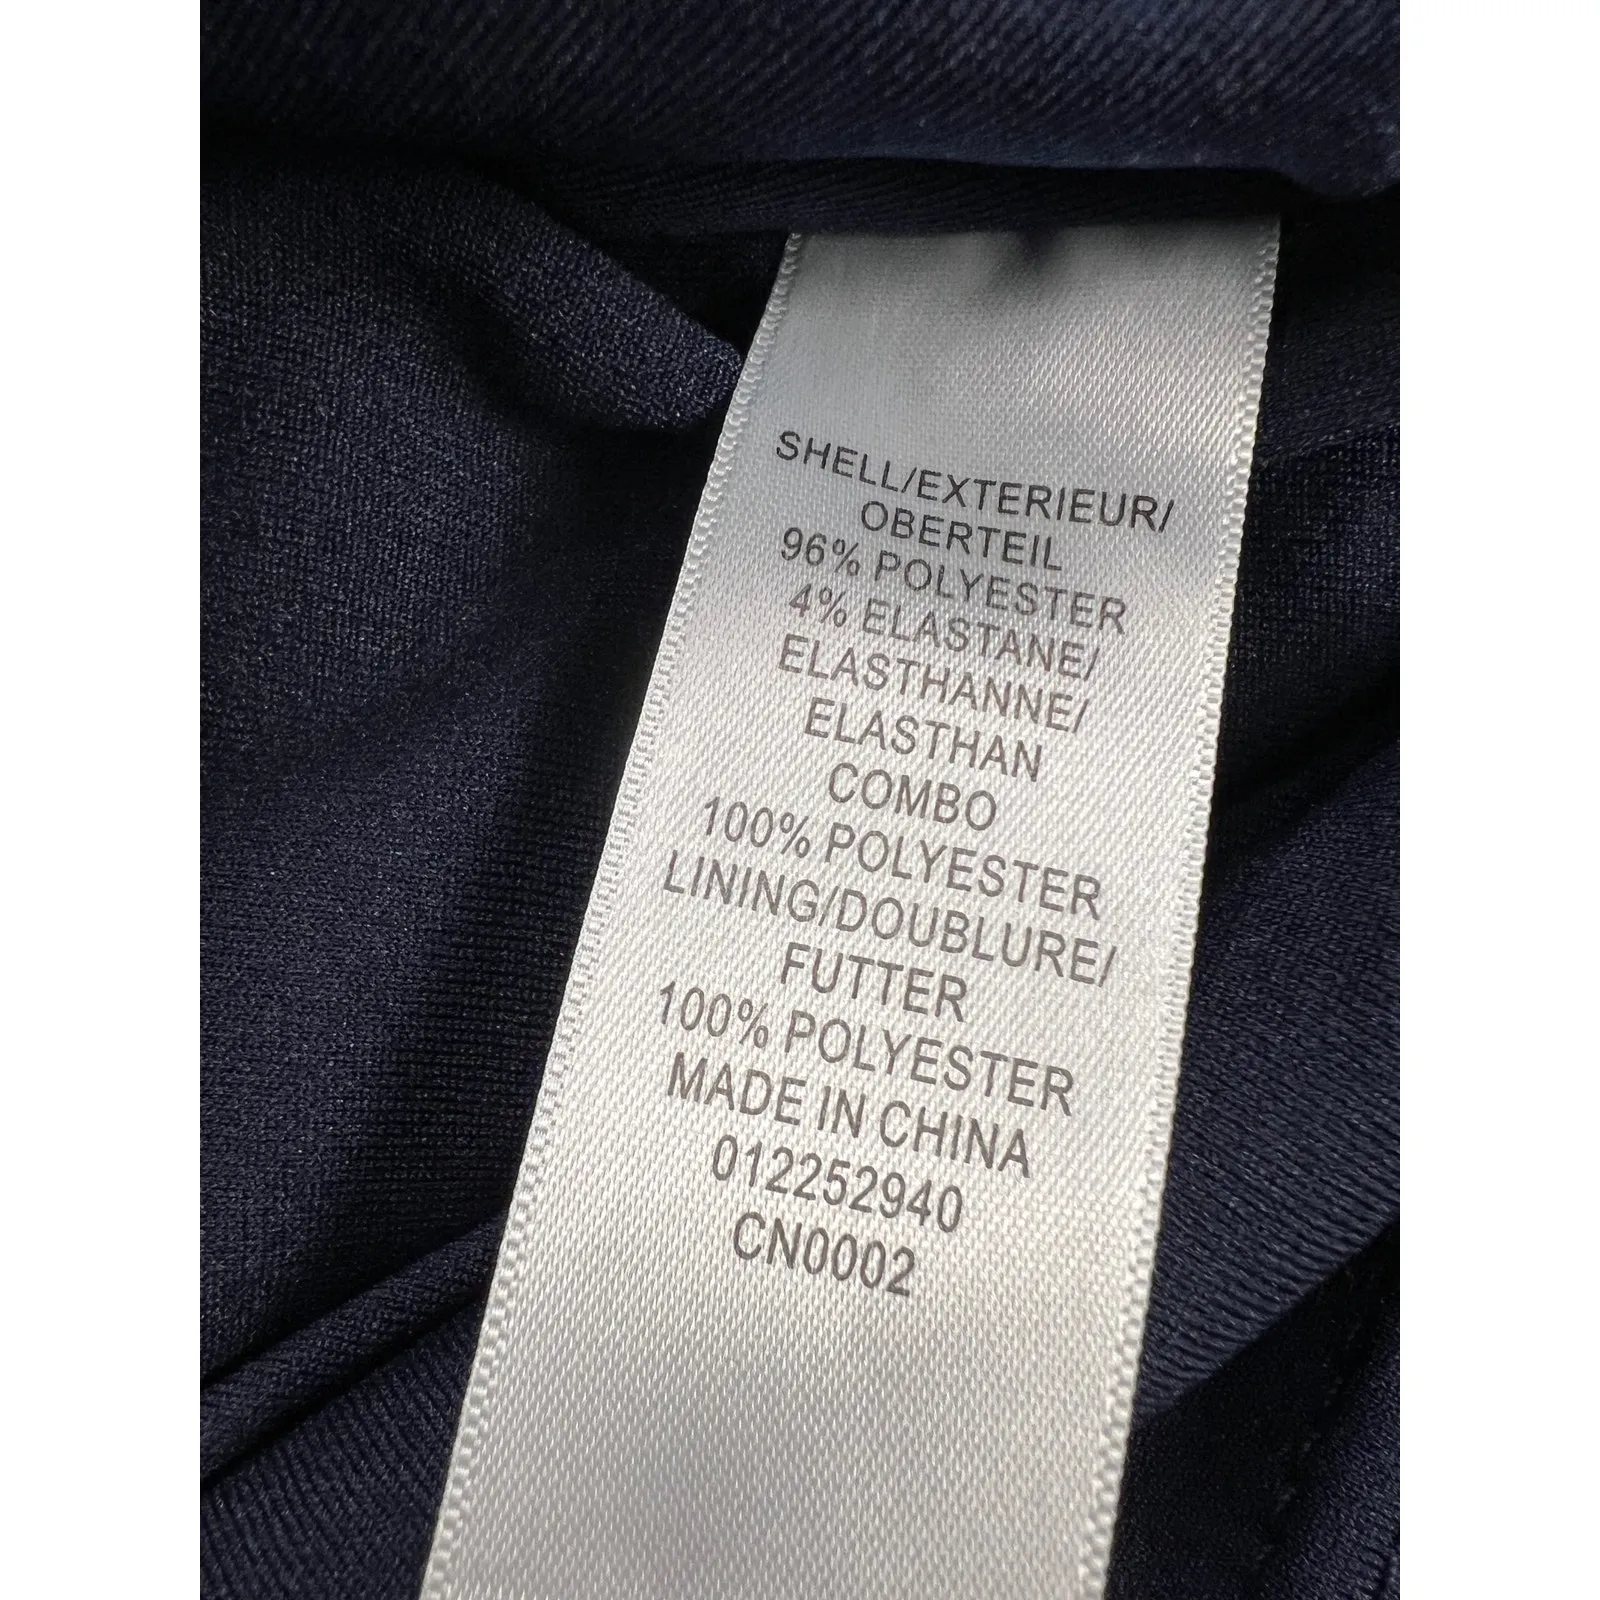 SHELL/EXTERIEUR/
OBERTEIL
96% POLYESTER
4% ELASTANE/
ELASTHANNE/
ELASTHAN
COMBO
100% POLYESTER
LINING/DOUBLURE/
FUTTER
100% POLYESTER
MADE IN CHINA
012252940
CN0002